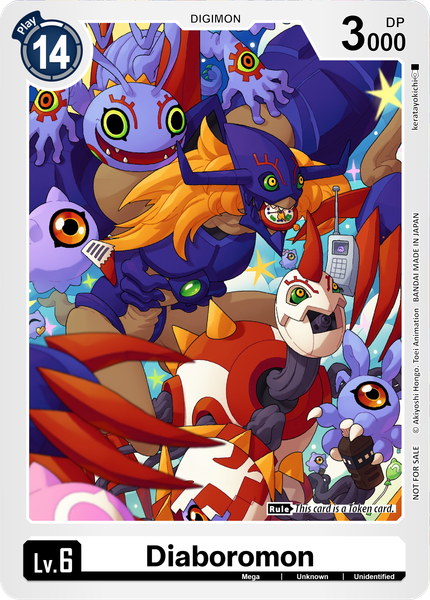 Play
14
DIGIMON
DP
3000
keratayokichi
© Akiyoshi Hongo, Toei Animation BANDAI MADE IN JAPAN
NOT FOR SALE
Rule This card is a Token card.
Lv.6
Diaboromon
Mega | Unknown | Unidentified